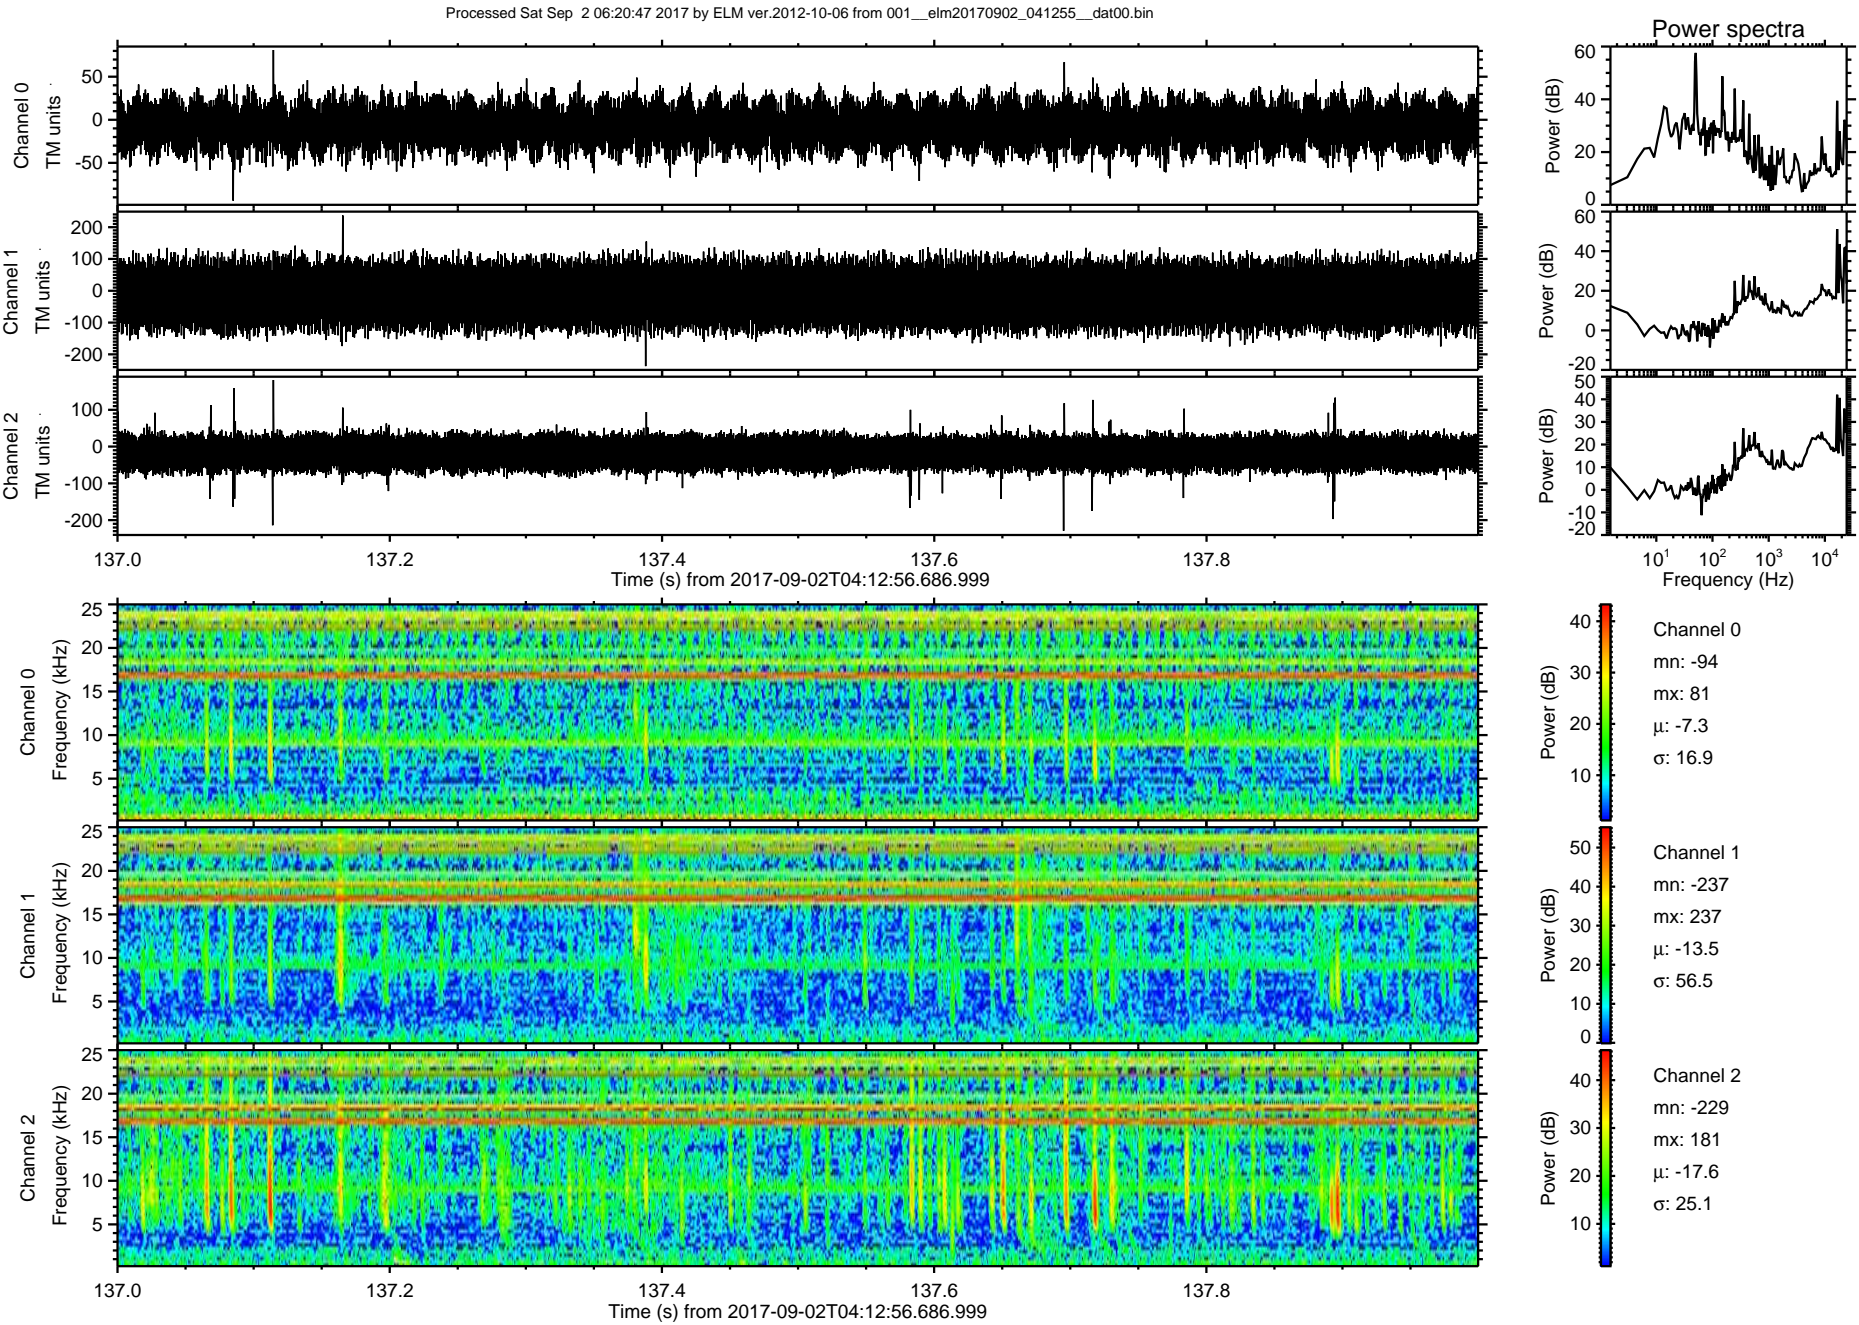 Processed Sat Sep  2 06:20:47 2017 by ELM ver.2012-10-06 from 001__elm20170902_041255__dat00.bin
Power spectra
Channel 0
TM units
50
0
-50
Power (dB)
60
40
20
0
Channel 1
TM units
200
100
0
-100
-200
Power (dB)
60
40
20
0
-20
Channel 2
TM units
100
0
-100
-200
Power (dB)
50
40
30
20
10
0
-10
-20
137.0 137.2 137.4 137.6 137.8
Time (s) from 2017-09-02T04:12:56.686.999
10¹ 10² 10³ 10⁴
Frequency (Hz)
Channel 0
Frequency (kHz)
25
20
15
10
5
Power (dB)
40
30
20
10
Channel 0
mn: -94
mx: 81
µ: -7.3
σ: 16.9
Channel 1
Frequency (kHz)
25
20
15
10
5
Power (dB)
50
40
30
20
10
0
Channel 1
mn: -237
mx: 237
µ: -13.5
σ: 56.5
Channel 2
Frequency (kHz)
25
20
15
10
5
Power (dB)
40
30
20
10
Channel 2
mn: -229
mx: 181
µ: -17.6
σ: 25.1
137.0 137.2 137.4 137.6 137.8
Time (s) from 2017-09-02T04:12:56.686.999